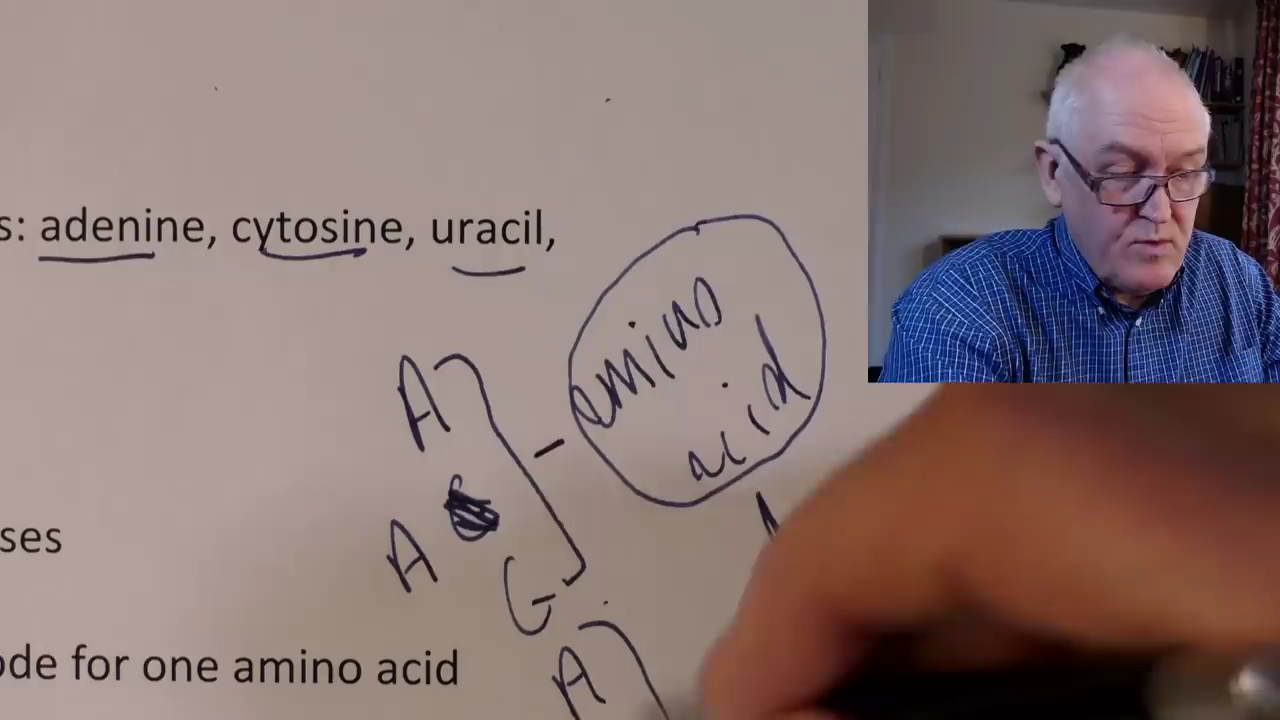 s: adenine, cytosine, uracil,
amino
acid
A
A
G
ses
A
ode for one amino acid